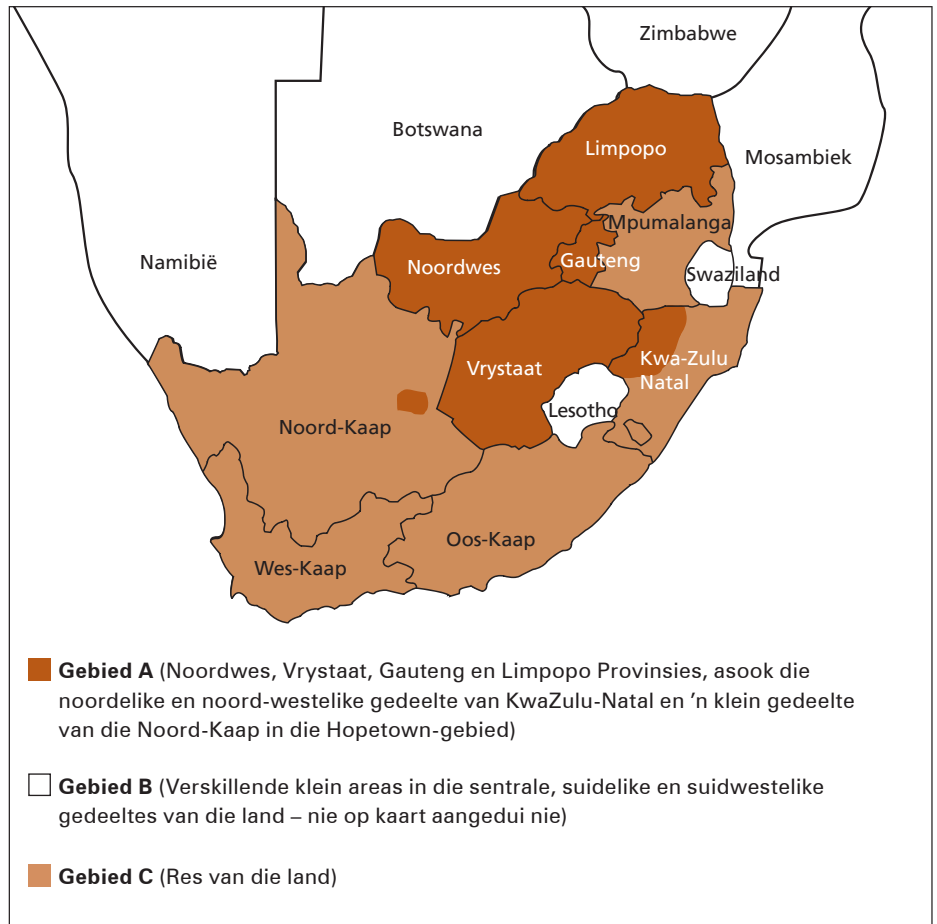 Zimbabwe
Botswana
Limpopo
Mosambiek
Mpumalanga
Namibië
Noordwes
Gauteng
Swaziland
Vrystaat
Kwa-Zulu
Natal
Lesotho
Noord-Kaap
Oos-Kaap
Wes-Kaap
Gebied A (Noordwes, Vrystaat, Gauteng en Limpopo Provinsies, asook die
noordelike en noord-westelike gedeelte van KwaZulu-Natal en 'n klein gedeelte
van die Noord-Kaap in die Hopetown-gebied)
Gebied B (Verskillende klein areas in die sentrale, suidelike en suidwestelike
gedeeltes van die land – nie op kaart aangedui nie)
Gebied C (Res van die land)